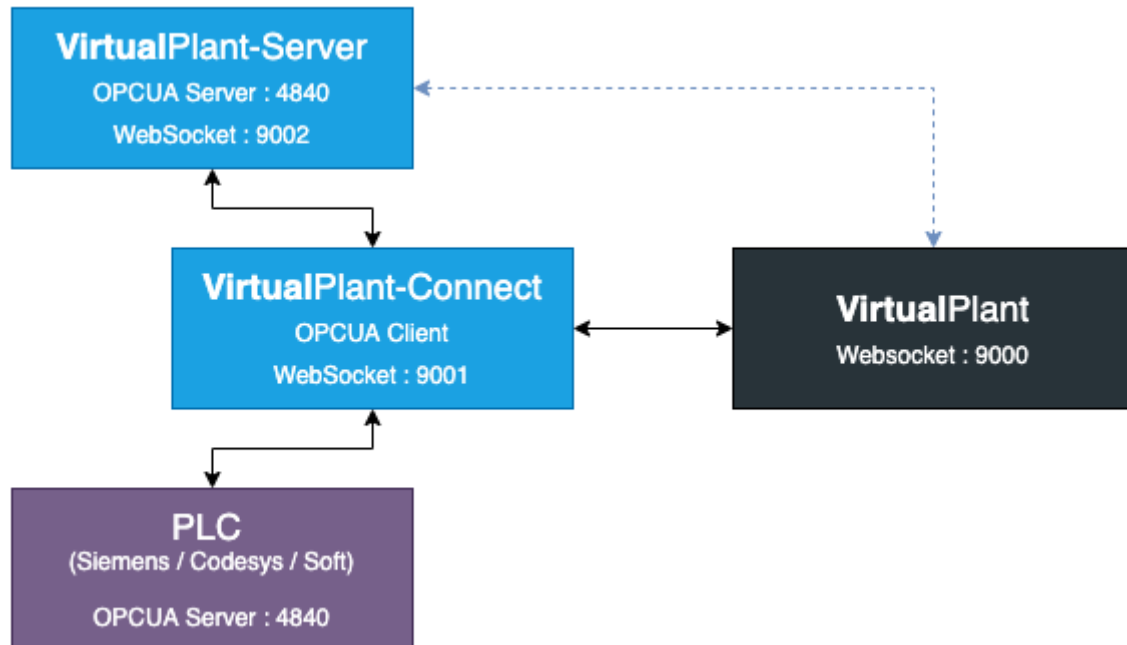 VirtualPlant-Server
OPCUA Server : 4840
WebSocket : 9002
VirtualPlant-Connect
OPCUA Client
WebSocket : 9001
VirtualPlant
Websocket : 9000
PLC
(Siemens / Codesys / Soft)
OPCUA Server : 4840